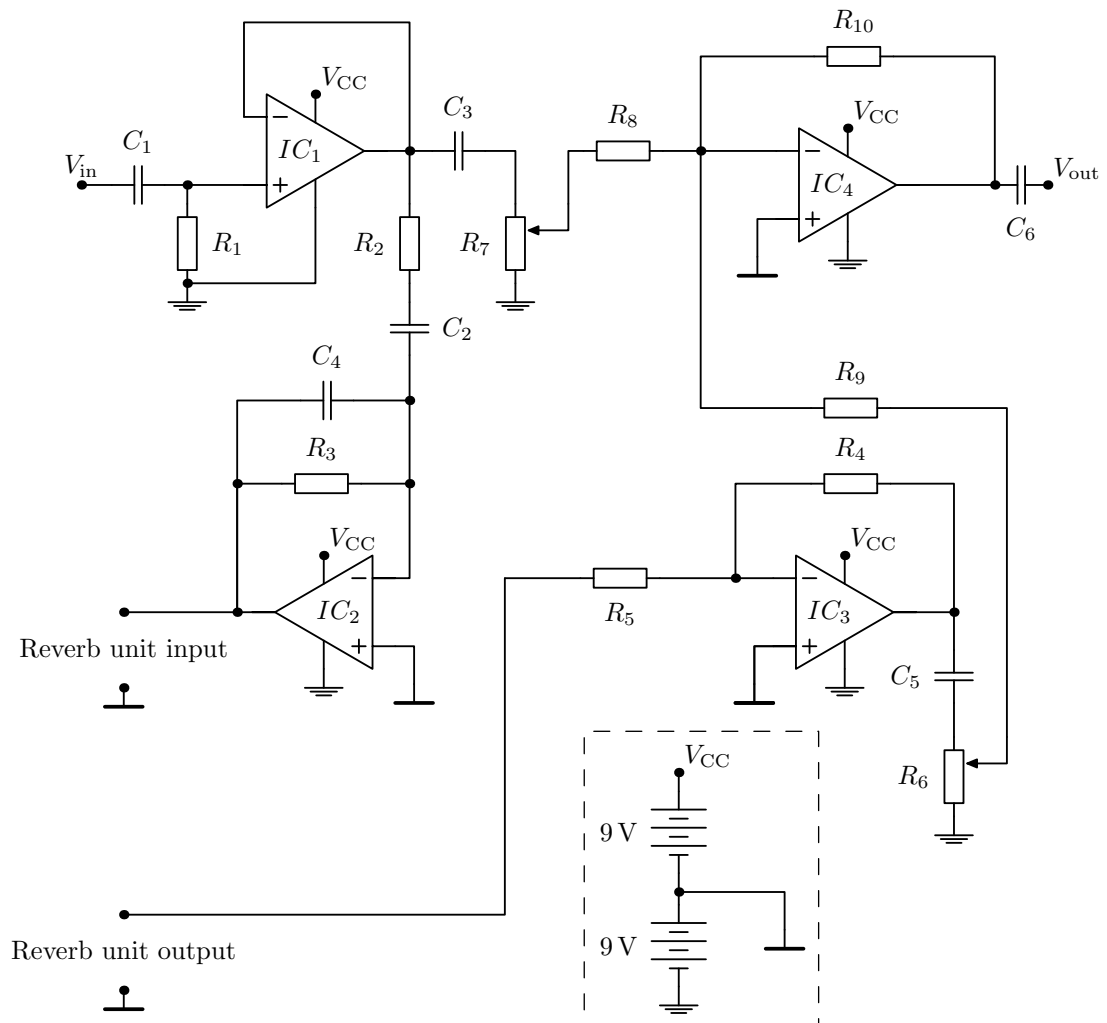 R10
VCC
C3
R8
VCC
C1
Vin
−
IC1
−
IC4
Vout
+
+
C6
R1
R2
R7
C2
C4
R9
R3
R4
VCC
VCC
−
IC2
−
IC3
R5
+
+
Reverb unit input
C5
VCC
R6
9 V
9 V
Reverb unit output